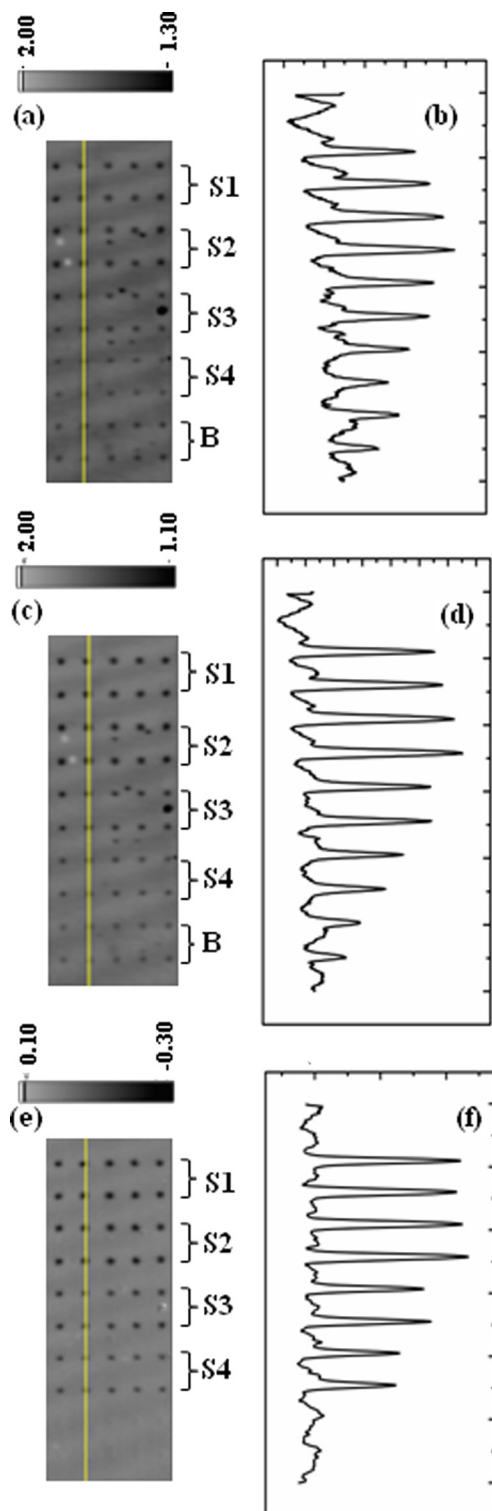 2.00
1.30
(a)
(b)
S1
S2
S3
S4
B
2.00
1.10
(c)
(d)
S1
S2
S3
S4
B
0.10
-0.30
(e)
(f)
S1
S2
S3
S4